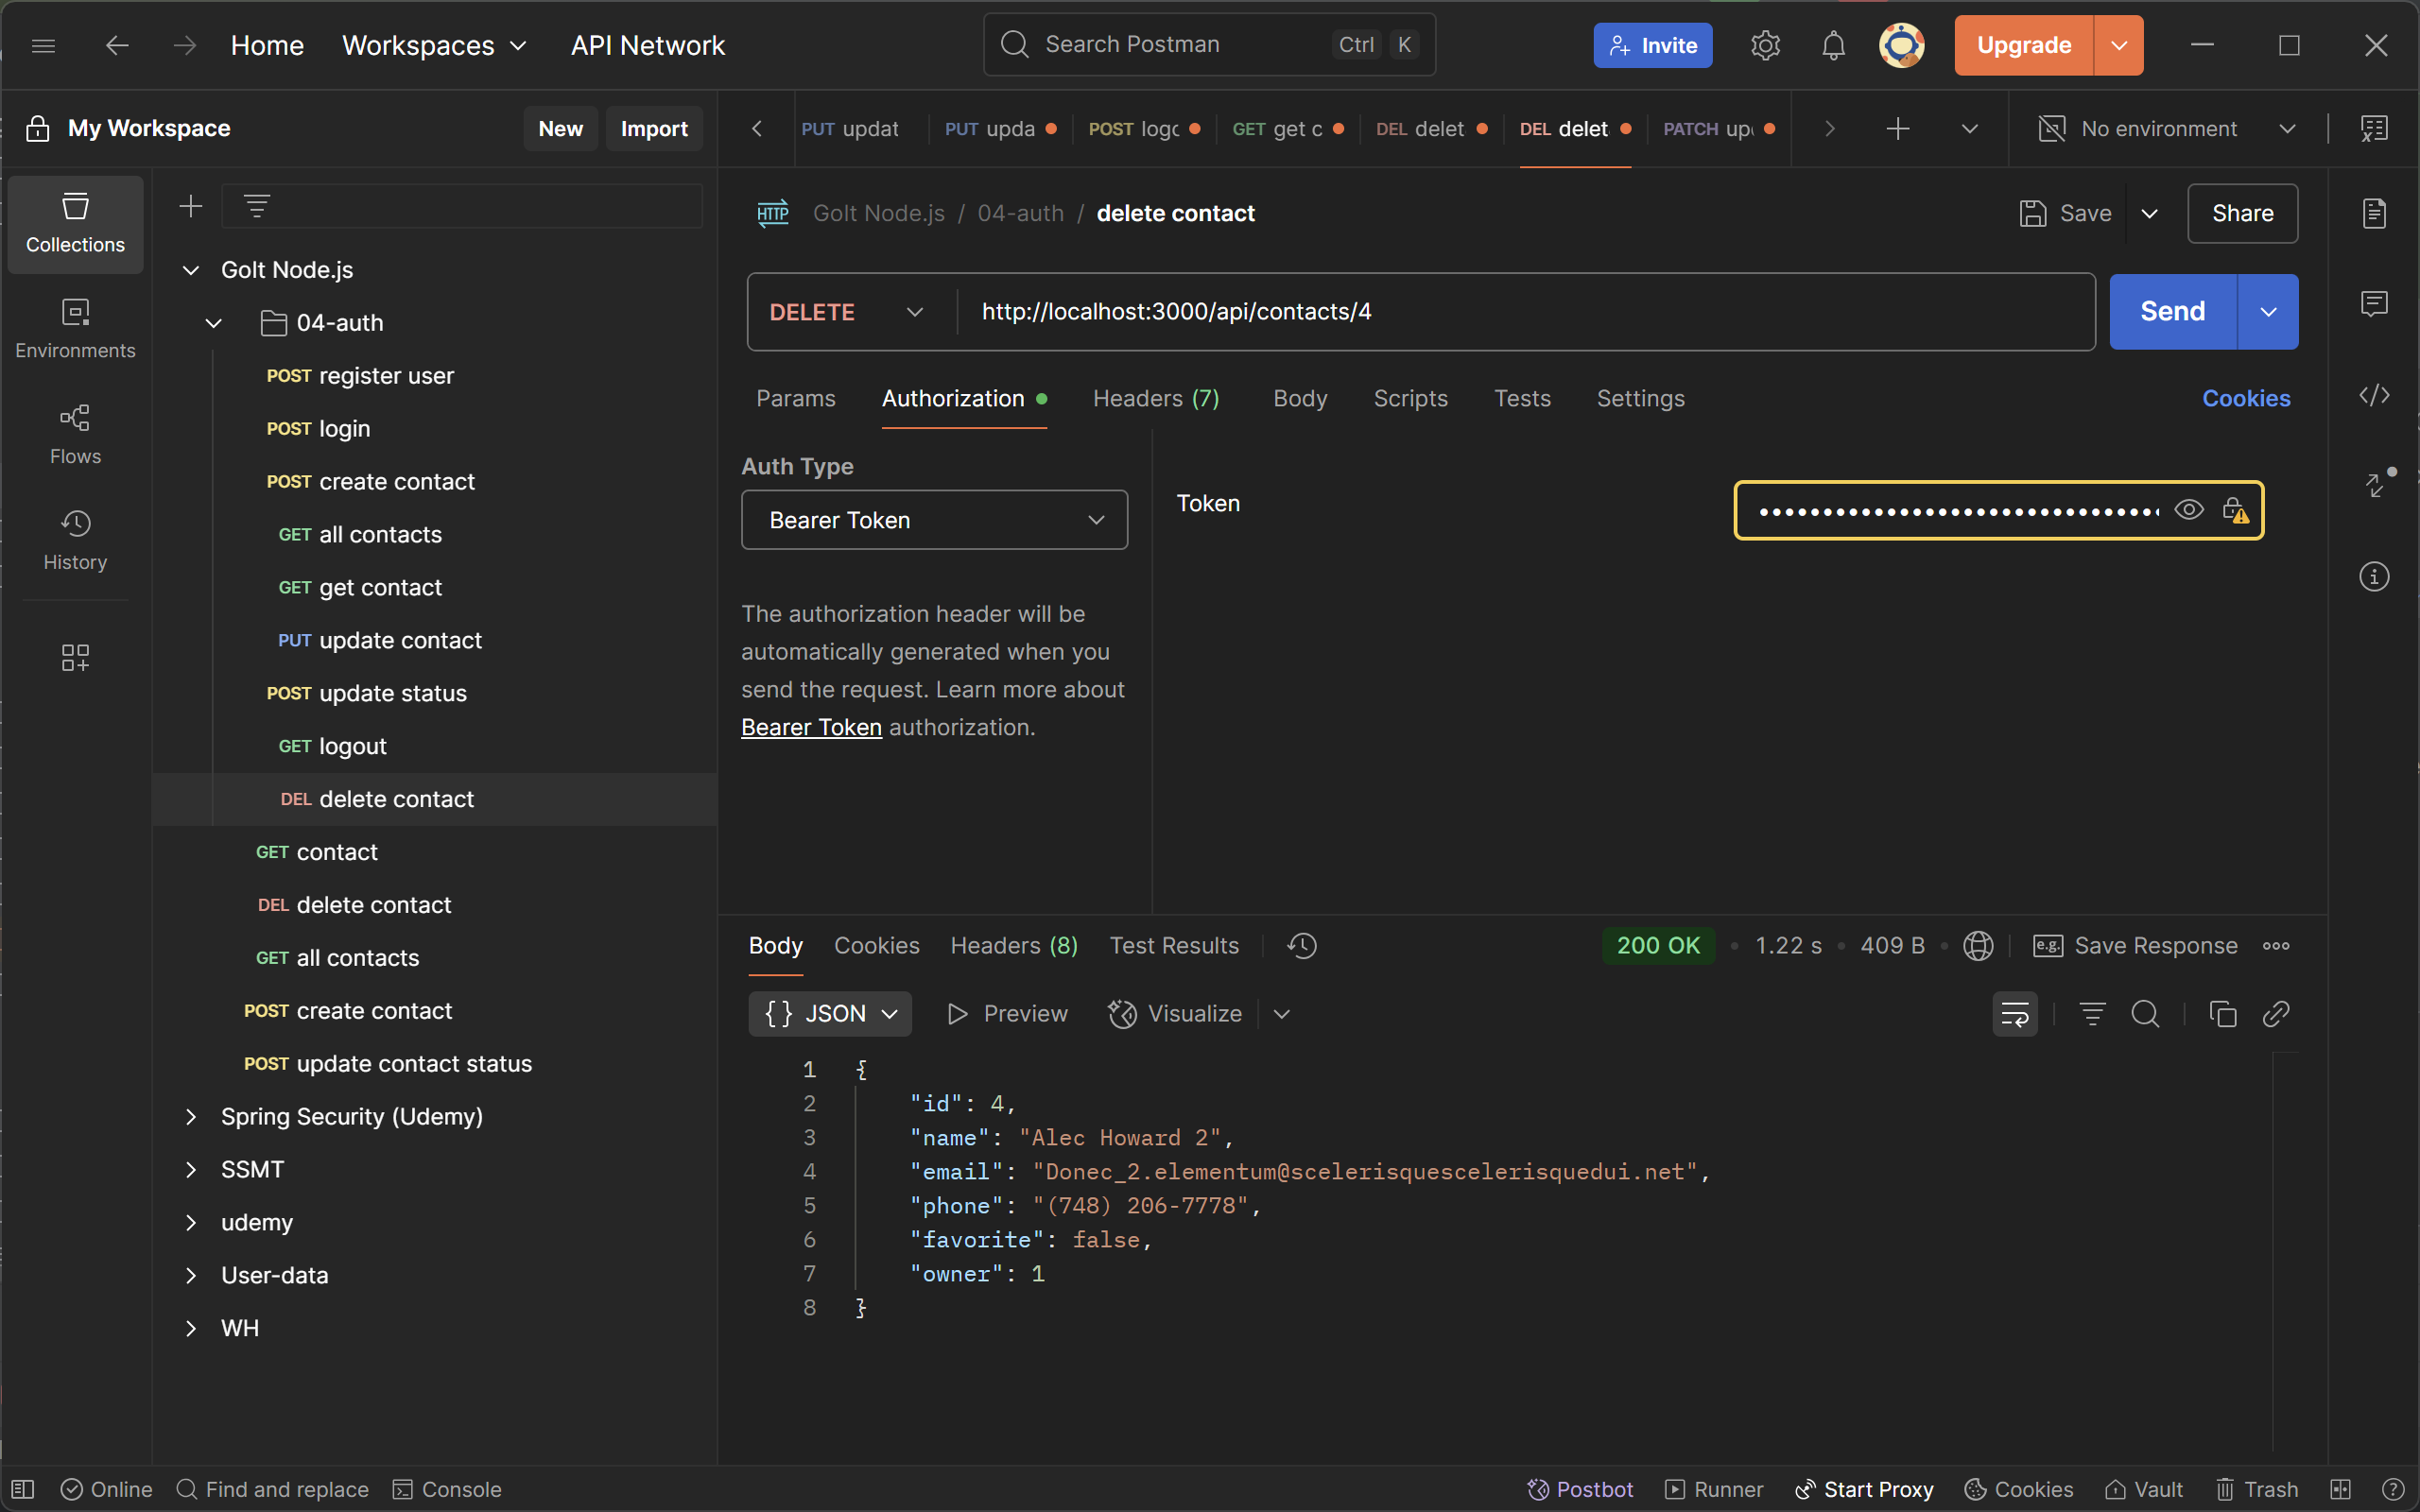 Home Workspaces API Network Search Postman Ctrl K Invite Upgrade
My Workspace New Import PUT updat PUT upda POST logo GET get c DEL delet DEL delet PATCH up No environment
Collections
Environments
Flows
History
GoIt Node.js
04-auth
POST register user
POST login
POST create contact
GET all contacts
GET get contact
PUT update contact
POST update status
GET logout
DEL delete contact
GET contact
DEL delete contact
GET all contacts
POST create contact
POST update contact status
Spring Security (Udemy)
SSMT
udemy
User-data
WH
HTTP GoIt Node.js / 04-auth / delete contact Save Share
DELETE http://localhost:3000/api/contacts/4 Send
Params Authorization Headers (7) Body Scripts Tests Settings Cookies
Auth Type
Bearer Token
The authorization header will be
automatically generated when you
send the request. Learn more about
Bearer Token authorization.
Token
Body Cookies Headers (8) Test Results 200 OK 1.22 s 409 B e.g. Save Response
{} JSON Preview Visualize
1 {
2 "id": 4,
3 "name": "Alec Howard 2",
4 "email": "Donec_2.elementum@scelerisquescelerisquedui.net",
5 "phone": "(748) 206-7778",
6 "favorite": false,
7 "owner": 1
8 }
Online Find and replace Console Postbot Runner Start Proxy Cookies Vault Trash